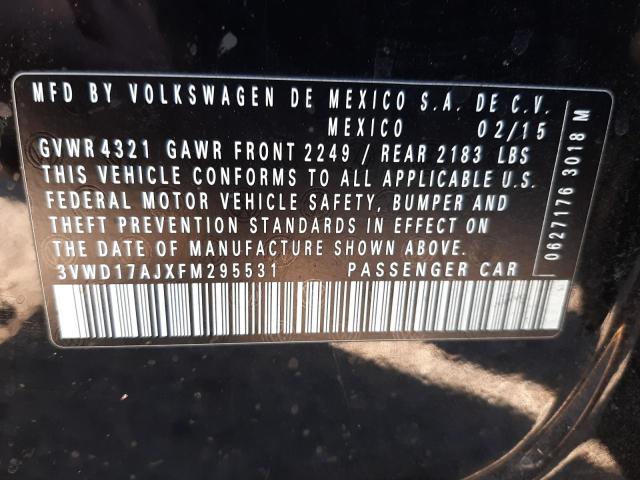 MFD BY VOLKSWAGEN DE MEXICO S.A. DE C.V.
MEXICO 02/15
GVWR 4321 GAWR FRONT 2249 / REAR 2183 LBS
THIS VEHICLE CONFORMS TO ALL APPLICABLE U.S.
FEDERAL MOTOR VEHICLE SAFETY, BUMPER AND
THEFT PREVENTION STANDARDS IN EFFECT ON
THE DATE OF MANUFACTURE SHOWN ABOVE.
3VWD17AJXFM295531 PASSENGER CAR
0627176 3018 M